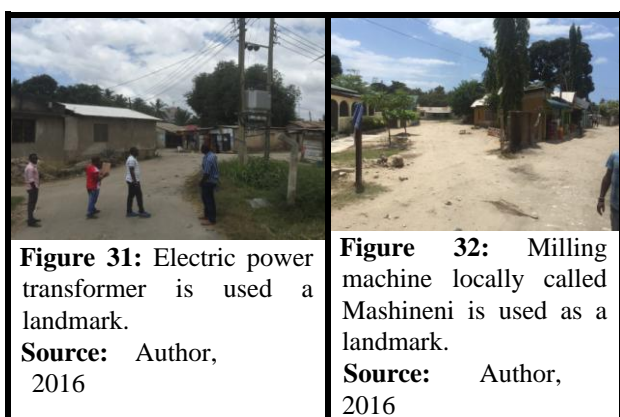 Figure 31: Electric power
transformer is used a
landmark.
Source: Author,
2016
Figure 32: Milling
machine locally called
Mashineni is used as a
landmark.
Source: Author,
2016